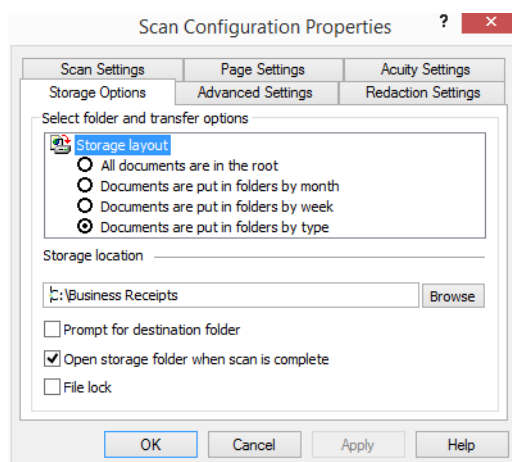 Scan Configuration Properties ? ×
Scan Settings Page Settings Acuity Settings
Storage Options Advanced Settings Redaction Settings
Select folder and transfer options
Storage layout
All documents are in the root
Documents are put in folders by month
Documents are put in folders by week
Documents are put in folders by type
Storage location
C:\Business Receipts Browse
Prompt for destination folder
Open storage folder when scan is complete
File lock
OK Cancel Apply Help